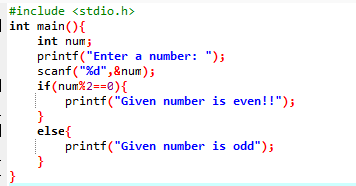 #include <stdio.h>
int main(){
    int num;
    printf("Enter a number: ");
    scanf("%d",&num);
    if(num%2==0){
        printf("Given number is even!!");
    }
    else{
        printf("Given number is odd");
    }
}